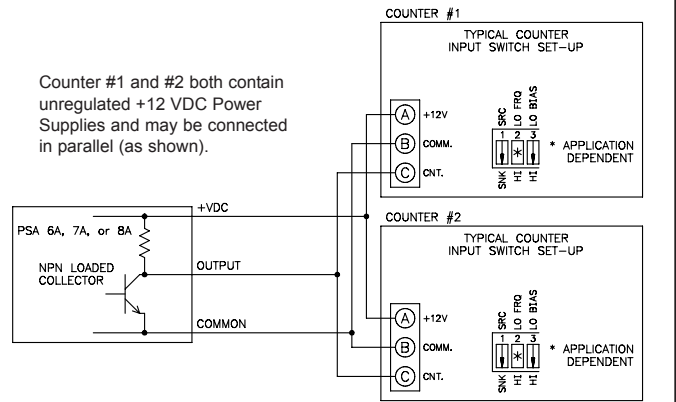 COUNTER #1
TYPICAL COUNTER
INPUT SWITCH SET-UP
Counter #1 and #2 both contain
unregulated +12 VDC Power
Supplies and may be connected
in parallel (as shown).
A +12V
B COMM.
C CNT.
SRC LO FRQ LO BIAS
1 2 3
*
SNK HI HI
* APPLICATION
DEPENDENT
+VDC
PSA 6A, 7A, or 8A
NPN LOADED
COLLECTOR
OUTPUT
COMMON
COUNTER #2
TYPICAL COUNTER
INPUT SWITCH SET-UP
A +12V
B COMM.
C CNT.
SRC LO FRQ LO BIAS
1 2 3
*
SNK HI HI
* APPLICATION
DEPENDENT